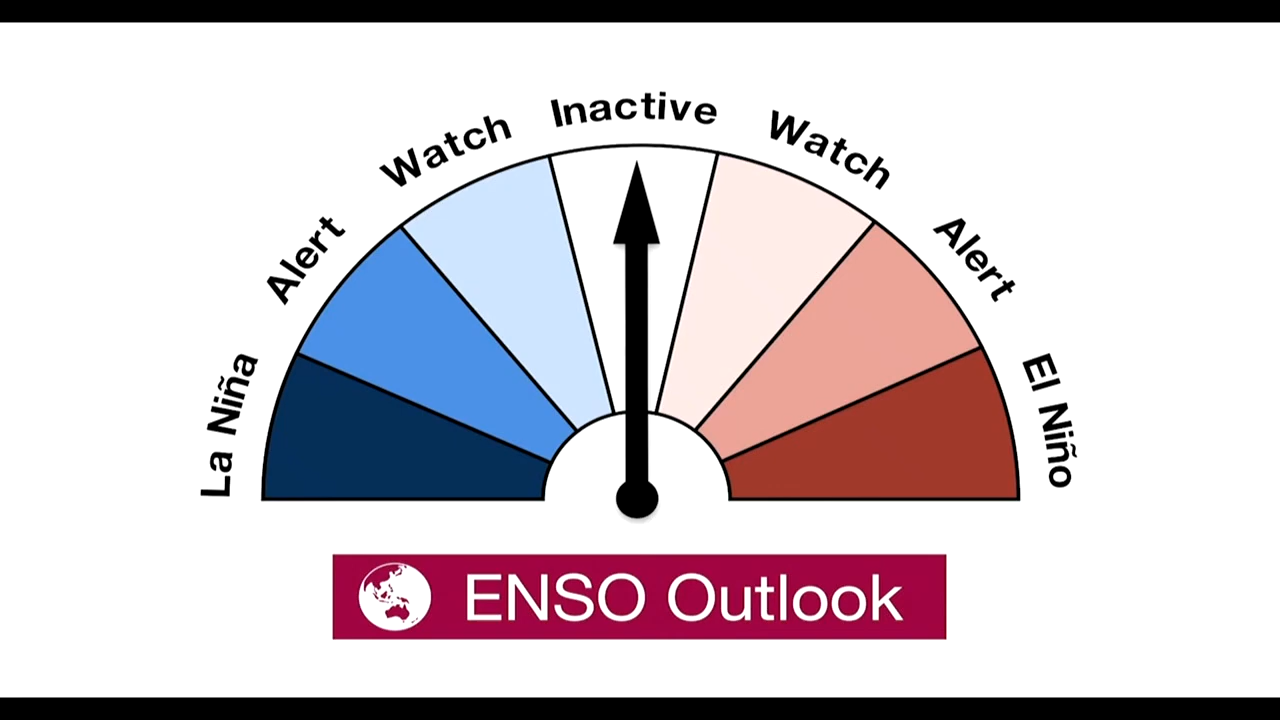 La Niña
Alert
Watch
Inactive
Watch
Alert
El Niño
ENSO Outlook